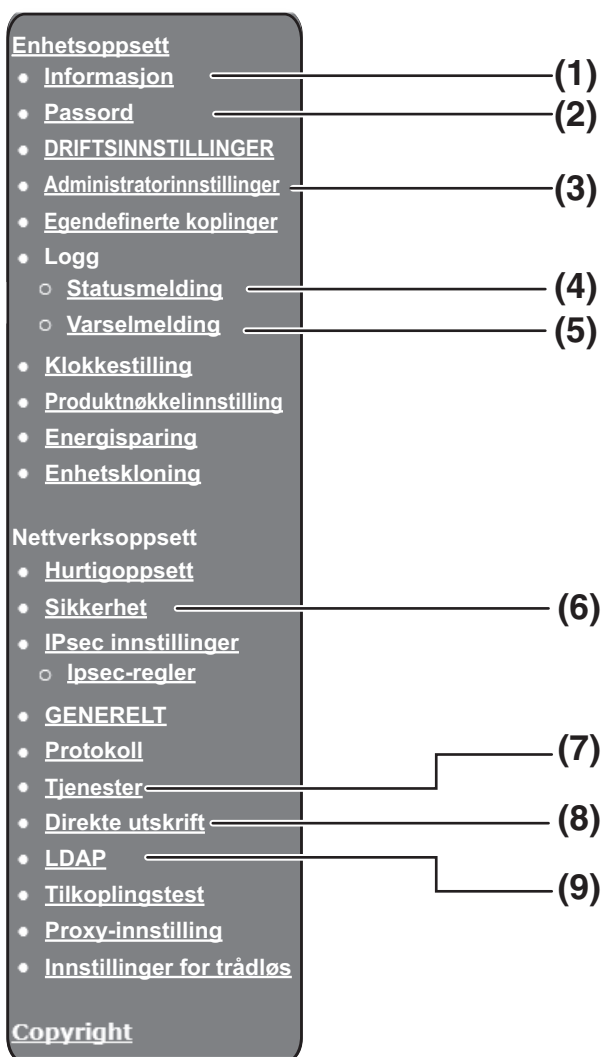 Enhetsoppsett
Informasjon (1)
Passord (2)
DRIFTSINNSTILLINGER
Administratorinnstillinger (3)
Egendefinerte koplinger
Logg
Statusmelding (4)
Varselmelding (5)
Klokkestilling
Produktnøkkelinnstilling
Energisparing
Enhetskloning
Nettverksoppsett
Hurtigoppsett
Sikkerhet (6)
IPsec innstillinger
Ipsec-regler
GENERELT
Protokoll (7)
Tjenester
Direkte utskrift (8)
LDAP
Tilkoplingstest (9)
Proxy-innstilling
Innstillinger for trådløs
Copyright